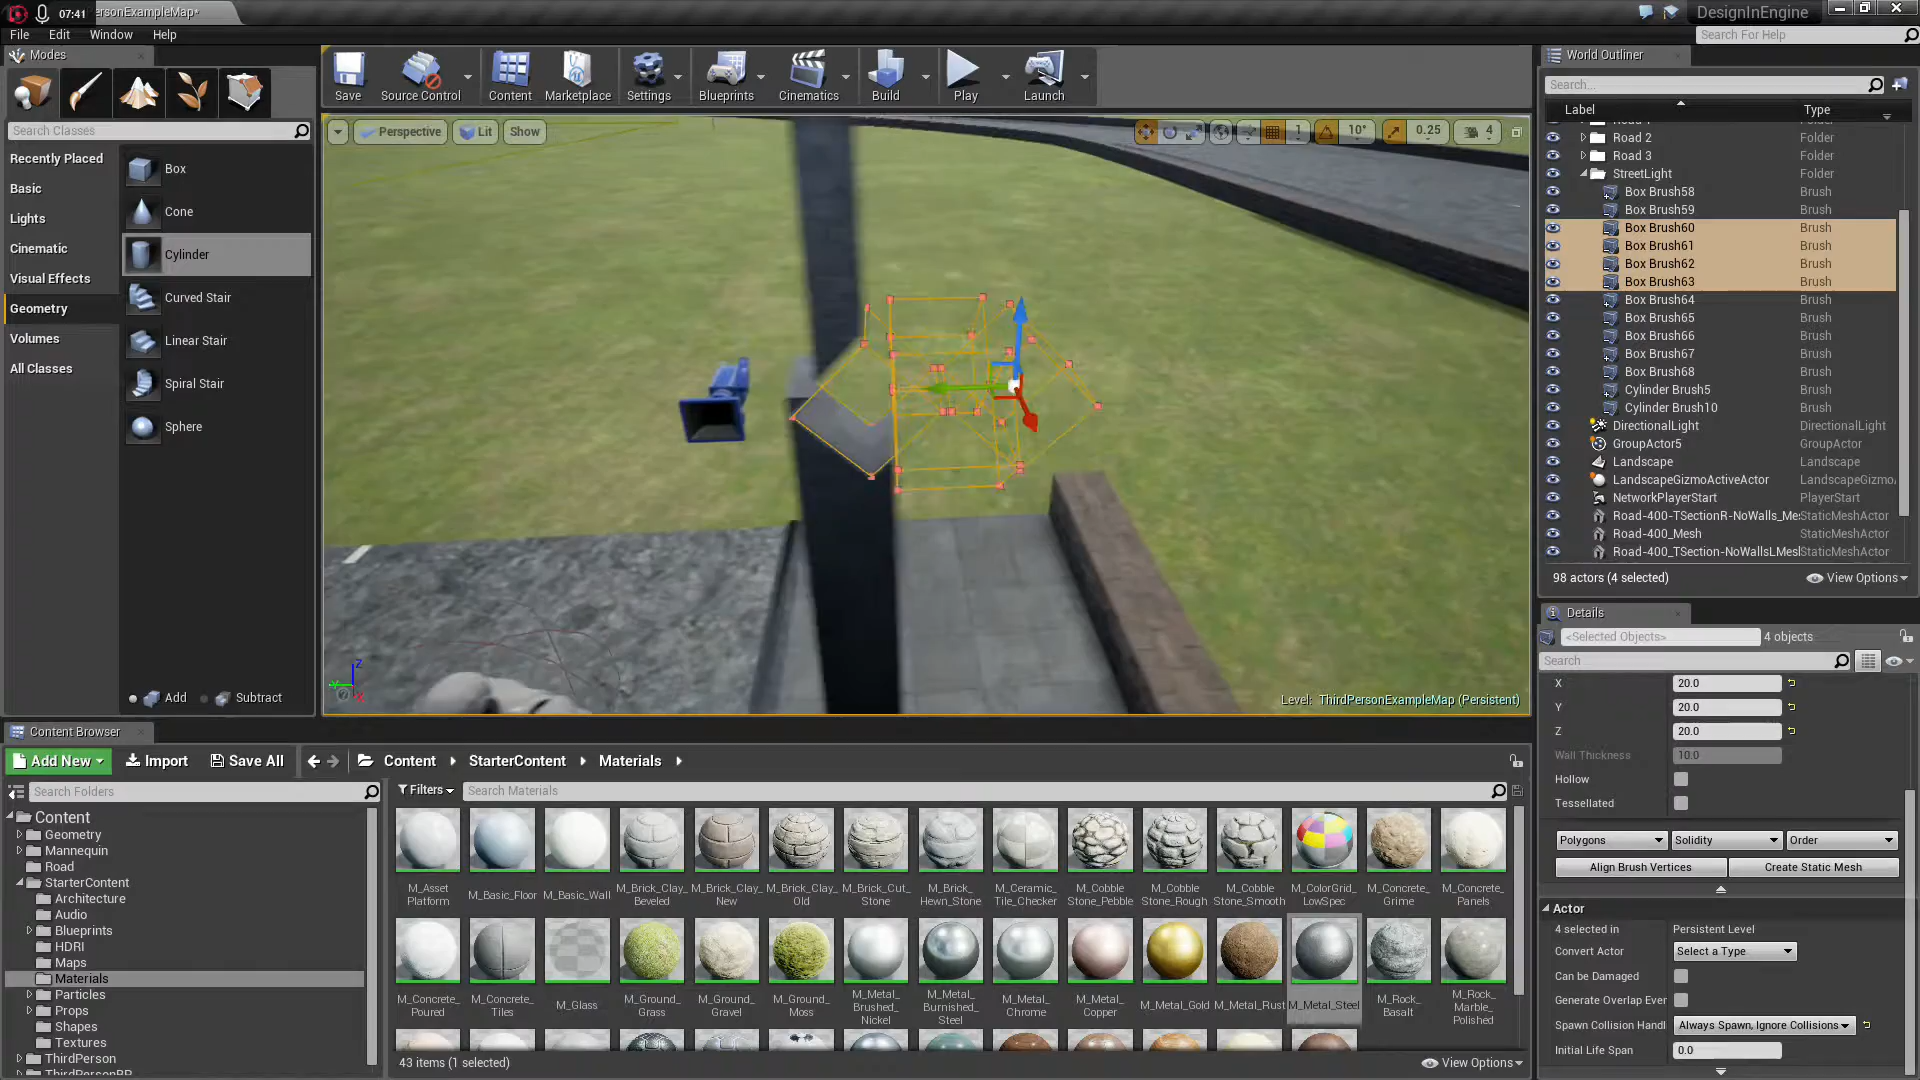 07:41
ersonExampleMap*
DesignInEngine
File Edit Window Help
Search For Help
Modes
Search Classes
Recently Placed
Basic
Lights
Cinematic
Visual Effects
Geometry
Volumes
All Classes
Box
Cone
Cylinder
Curved Stair
Linear Stair
Spiral Stair
Sphere
Add Subtract
Save Source Control Content Marketplace Settings Blueprints Cinematics Build Play Launch
Perspective Lit Show
1 10° 0.25 4
Z
X
Level: ThirdPersonExampleMap (Persistent)
World Outliner
Search...
Label Type
Road 2 Folder
Road 3 Folder
StreetLight Folder
Box Brush58 Brush
Box Brush59 Brush
Box Brush60 Brush
Box Brush61 Brush
Box Brush62 Brush
Box Brush63 Brush
Box Brush64 Brush
Box Brush65 Brush
Box Brush66 Brush
Box Brush67 Brush
Box Brush68 Brush
Cylinder Brush5 Brush
Cylinder Brush10 Brush
DirectionalLight DirectionalLight
GroupActor5 GroupActor
Landscape Landscape
LandscapeGizmoActiveActor LandscapeGizmo
NetworkPlayerStart PlayerStart
Road-400-TSectionR-NoWalls_Me StaticMeshActor
Road-400_Mesh StaticMeshActor
Road-400_TSection-NoWallsLMesl StaticMeshActor
98 actors (4 selected) View Options
Details
<Selected Objects> 4 objects
Search
X 20.0
Y 20.0
Z 20.0
Wall Thickness 10.0
Hollow
Tessellated
Polygons Solidity Order
Align Brush Vertices Create Static Mesh
Actor
4 selected in Persistent Level
Convert Actor Select a Type
Can be Damaged
Generate Overlap Ever
Spawn Collision Handl Always Spawn, Ignore Collisions
Initial Life Span 0.0
Content Browser
Add New Import Save All Content StarterContent Materials
Search Folders
Filters Search Materials
Content
Geometry
Mannequin
Road
StarterContent
Architecture
Audio
Blueprints
HDRI
Maps
Materials
Particles
Props
Shapes
Textures
ThirdPerson
ThirdPersonBP
M_Asset
Platform
M_Basic_Floor
M_Basic_Wall
M_Brick_Clay_
Beveled
M_Brick_Clay_
New
M_Brick_Clay_
Old
M_Brick_Cut_
Stone
M_Brick_
Hewn_Stone
M_Ceramic_
Tile_Checker
M_Cobble
Stone_Pebble
M_Cobble
Stone_Rough
M_Cobble
Stone_Smooth
M_ColorGrid_
LowSpec
M_Concrete_
Grime
M_Concrete_
Panels
M_Concrete_
Poured
M_Concrete_
Tiles
M_Glass
M_Ground_
Grass
M_Ground_
Gravel
M_Ground_
Moss
M_Metal_
Brushed_
Nickel
M_Metal_
Burnished_
Steel
M_Metal_
Chrome
M_Metal_
Copper
M_Metal_Gold
M_Metal_Rust
M_Metal_Steel
M_Rock_
Basalt
M_Rock_
Marble_
Polished
43 items (1 selected) View Options